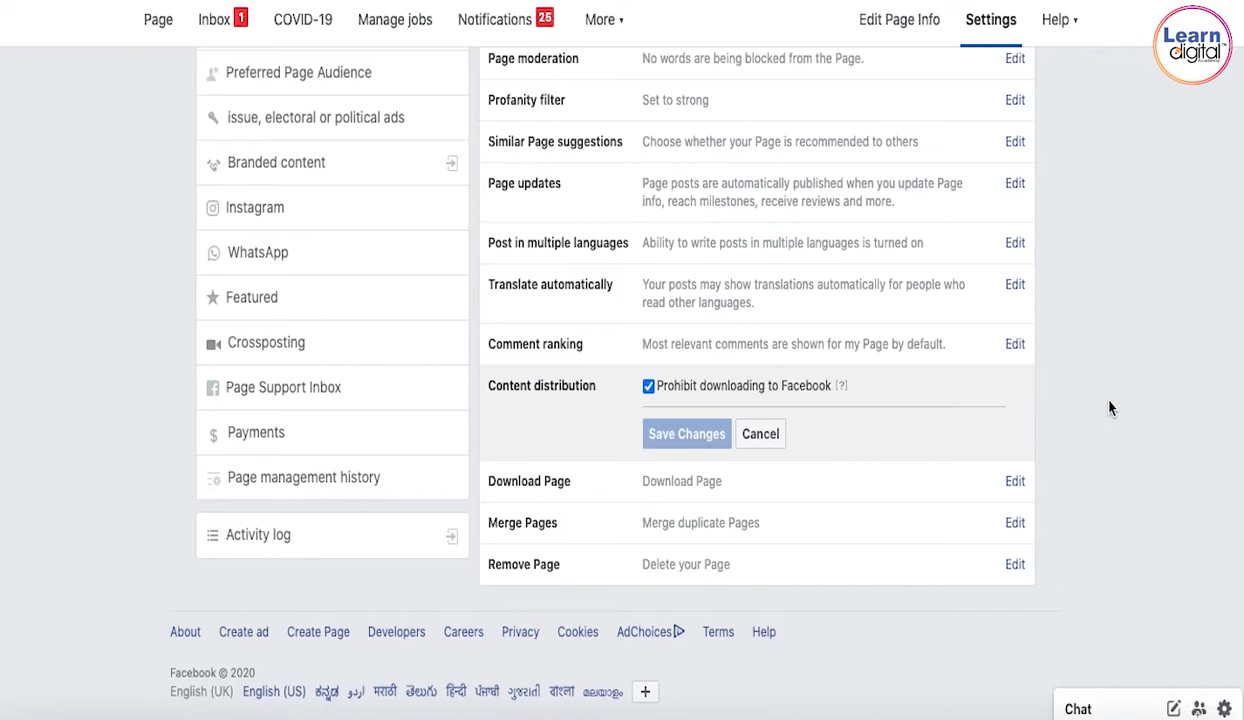 Page
Inbox 1
COVID-19
Manage jobs
Notifications 25
More
Edit Page Info
Settings
Help
Learn
digital
Preferred Page Audience
issue, electoral or political ads
Branded content
Instagram
WhatsApp
Featured
Crossposting
Page Support Inbox
Payments
Page management history
Activity log
Page moderation No words are being blocked from the Page. Edit
Profanity filter Set to strong Edit
Similar Page suggestions Choose whether your Page is recommended to others Edit
Page updates Page posts are automatically published when you update Page Edit
info, reach milestones, receive reviews and more.
Post in multiple languages Ability to write posts in multiple languages is turned on Edit
Translate automatically Your posts may show translations automatically for people who Edit
read other languages.
Comment ranking Most relevant comments are shown for my Page by default. Edit
Content distribution Prohibit downloading to Facebook [?]
Save Changes Cancel
Download Page Download Page Edit
Merge Pages Merge duplicate Pages Edit
Remove Page Delete your Page Edit
About Create ad Create Page Developers Careers Privacy Cookies AdChoices Terms Help
Facebook © 2020
English (UK) English (US) ಕನ್ನಡ اردو मराठी తెలుగు हिन्दी ਪੰਜਾਬੀ ગુજરાતી বাংলা മലയാളം +
Chat